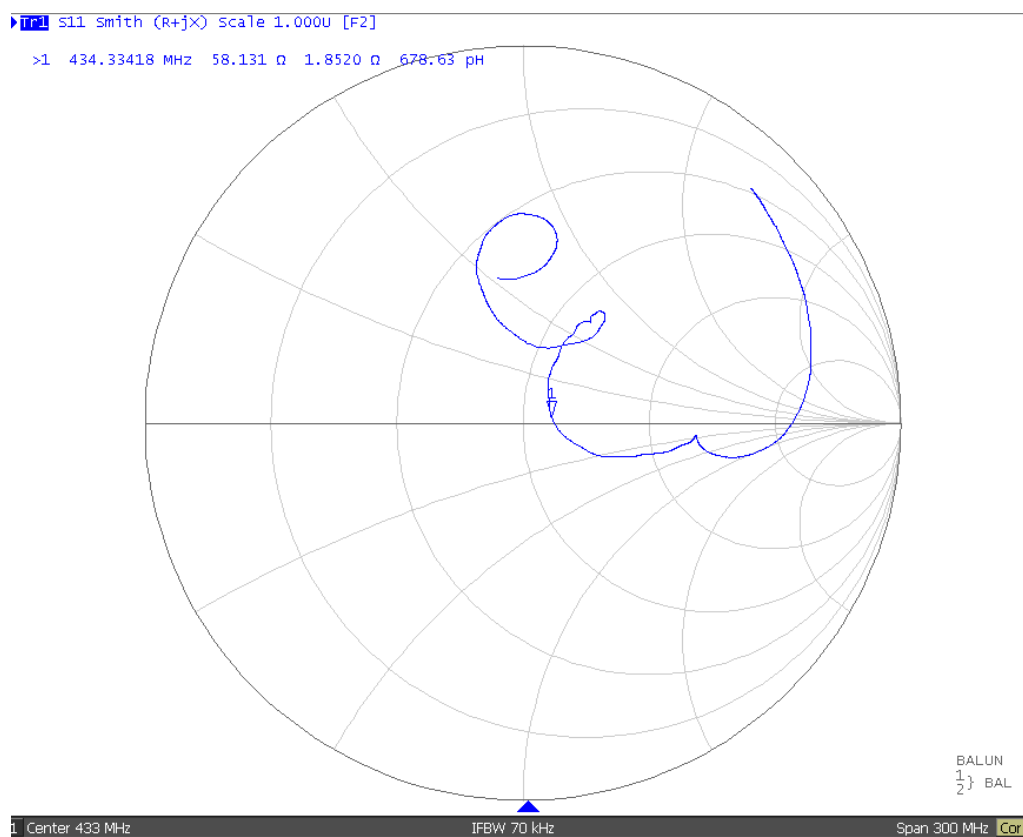 Tr1 S11 Smith (R+jX) Scale 1.000U [F2]
>1 434.33418 MHz 58.131 Ω 1.8520 Ω 678.63 pH
1
BALUN
1
2} BAL
1 Center 433 MHz IFBW 70 kHz Span 300 MHz Cor